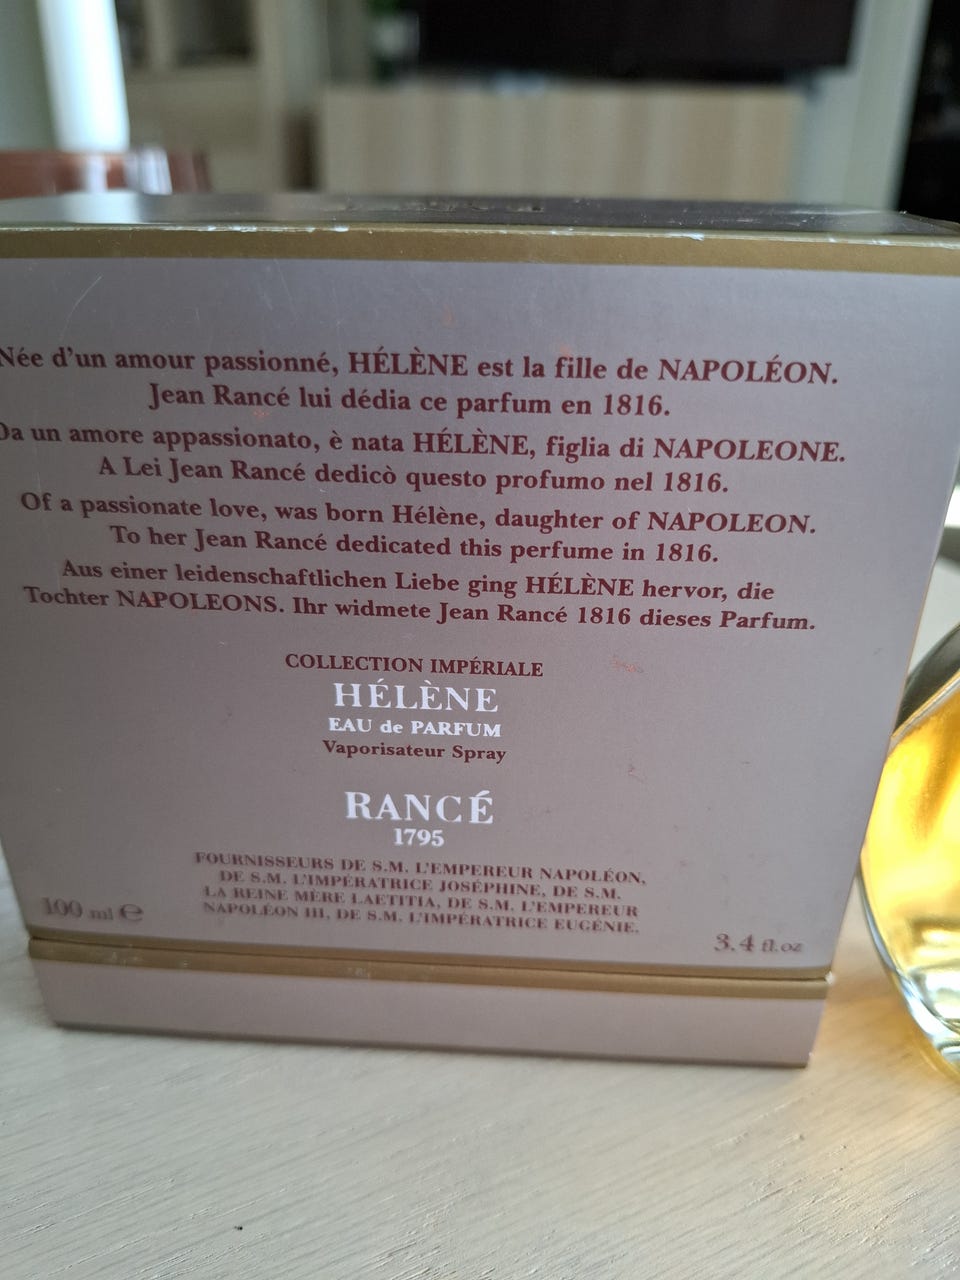 Née d'un amour passionné, HÉLÈNE est la fille de NAPOLÉON.
Jean Rancé lui dédia ce parfum en 1816.
Da un amore appassionato, è nata HÉLÈNE, figlia di NAPOLEONE.
A Lei Jean Rancé dedicò questo profumo nel 1816.
Of a passionate love, was born Hélène, daughter of NAPOLEON.
To her Jean Rancé dedicated this perfume in 1816.
Aus einer leidenschaftlichen Liebe ging HÉLÈNE hervor, die
Tochter NAPOLEONS. Ihr widmete Jean Rancé 1816 dieses Parfum.
COLLECTION IMPÉRIALE
HÉLÈNE
EAU de PARFUM
Vaporisateur Spray
RANCÉ
1795
FOURNISSEURS DE S.M. L'EMPEREUR NAPOLÉON,
DE S.M. L'IMPÉRATRICE JOSÉPHINE, DE S.M.
LA REINE MÈRE LAETITIA, DE S.M. L'EMPEREUR
NAPOLÉON III, DE S.M. L'IMPÉRATRICE EUGÉNIE.
100 ml ℮
3.4 fl.oz